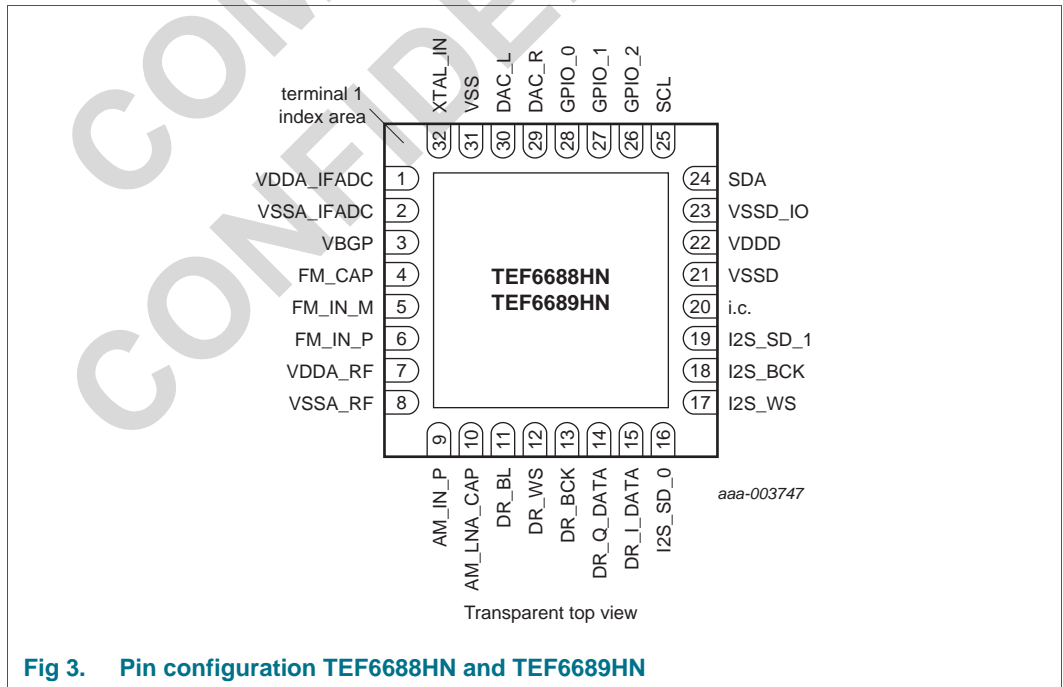 COM
CONFIDE
terminal 1
index area
XTAL_IN
VSS
DAC_L
DAC_R
GPIO_0
GPIO_1
GPIO_2
SCL
32 31 30 29 28 27 26 25
VDDA_IFADC 1
VSSA_IFADC 2
VBGP 3
FM_CAP 4
FM_IN_M 5
FM_IN_P 6
VDDA_RF 7
VSSA_RF 8
TEF6688HN
TEF6689HN
24 SDA
23 VSSD_IO
22 VDDD
21 VSSD
20 i.c.
19 I2S_SD_1
18 I2S_BCK
17 I2S_WS
9 10 11 12 13 14 15 16
AM_IN_P
AM_LNA_CAP
DR_BL
DR_WS
DR_BCK
DR_Q_DATA
DR_I_DATA
I2S_SD_0
aaa-003747
Transparent top view
Fig 3. Pin configuration TEF6688HN and TEF6689HN